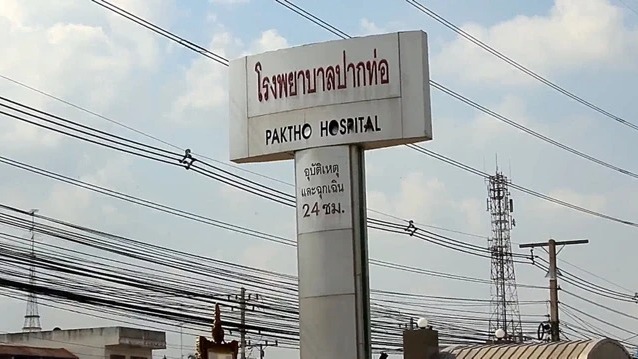 โรงพยาบาลปากท่อ
PAKTHO HOSPITAL
อุบัติเหตุ
และฉุกเฉิน
24 ชม.